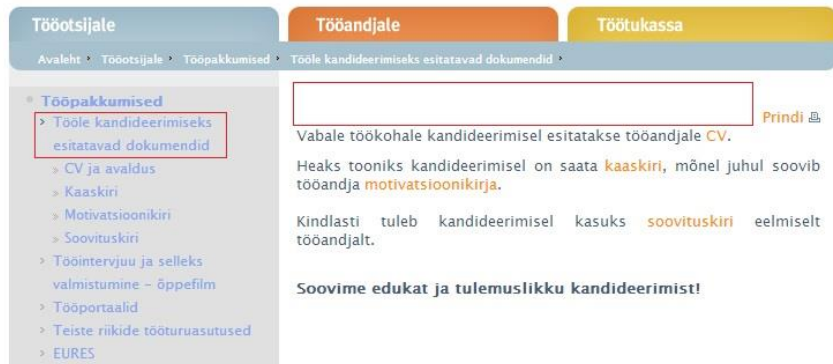 Tööotsijale
Tööandjale
Töötukassa
Avaleht Tööotsijale Tööpakkumised Tööle kandideerimiseks esitatavad dokumendid
Tööpakkumised
Tööle kandideerimiseks
esitatavad dokumendid
» CV ja avaldus
» Kaaskiri
» Motivatsioonikiri
» Soovituskiri
› Tööintervjuu ja selleks
valmistumine – õppefilm
› Tööportaalid
› Teiste riikide tööturuasutused
› EURES
Prindi
Vabale töökohale kandideerimisel esitatakse tööandjale CV.
Heaks tooniks kandideerimisel on saata kaaskiri, mõnel juhul soovib
tööandja motivatsioonikirja.
Kindlasti tuleb kandideerimisel kasuks soovituskiri eelmiselt
tööandjalt.
Soovime edukat ja tulemuslikku kandideerimist!